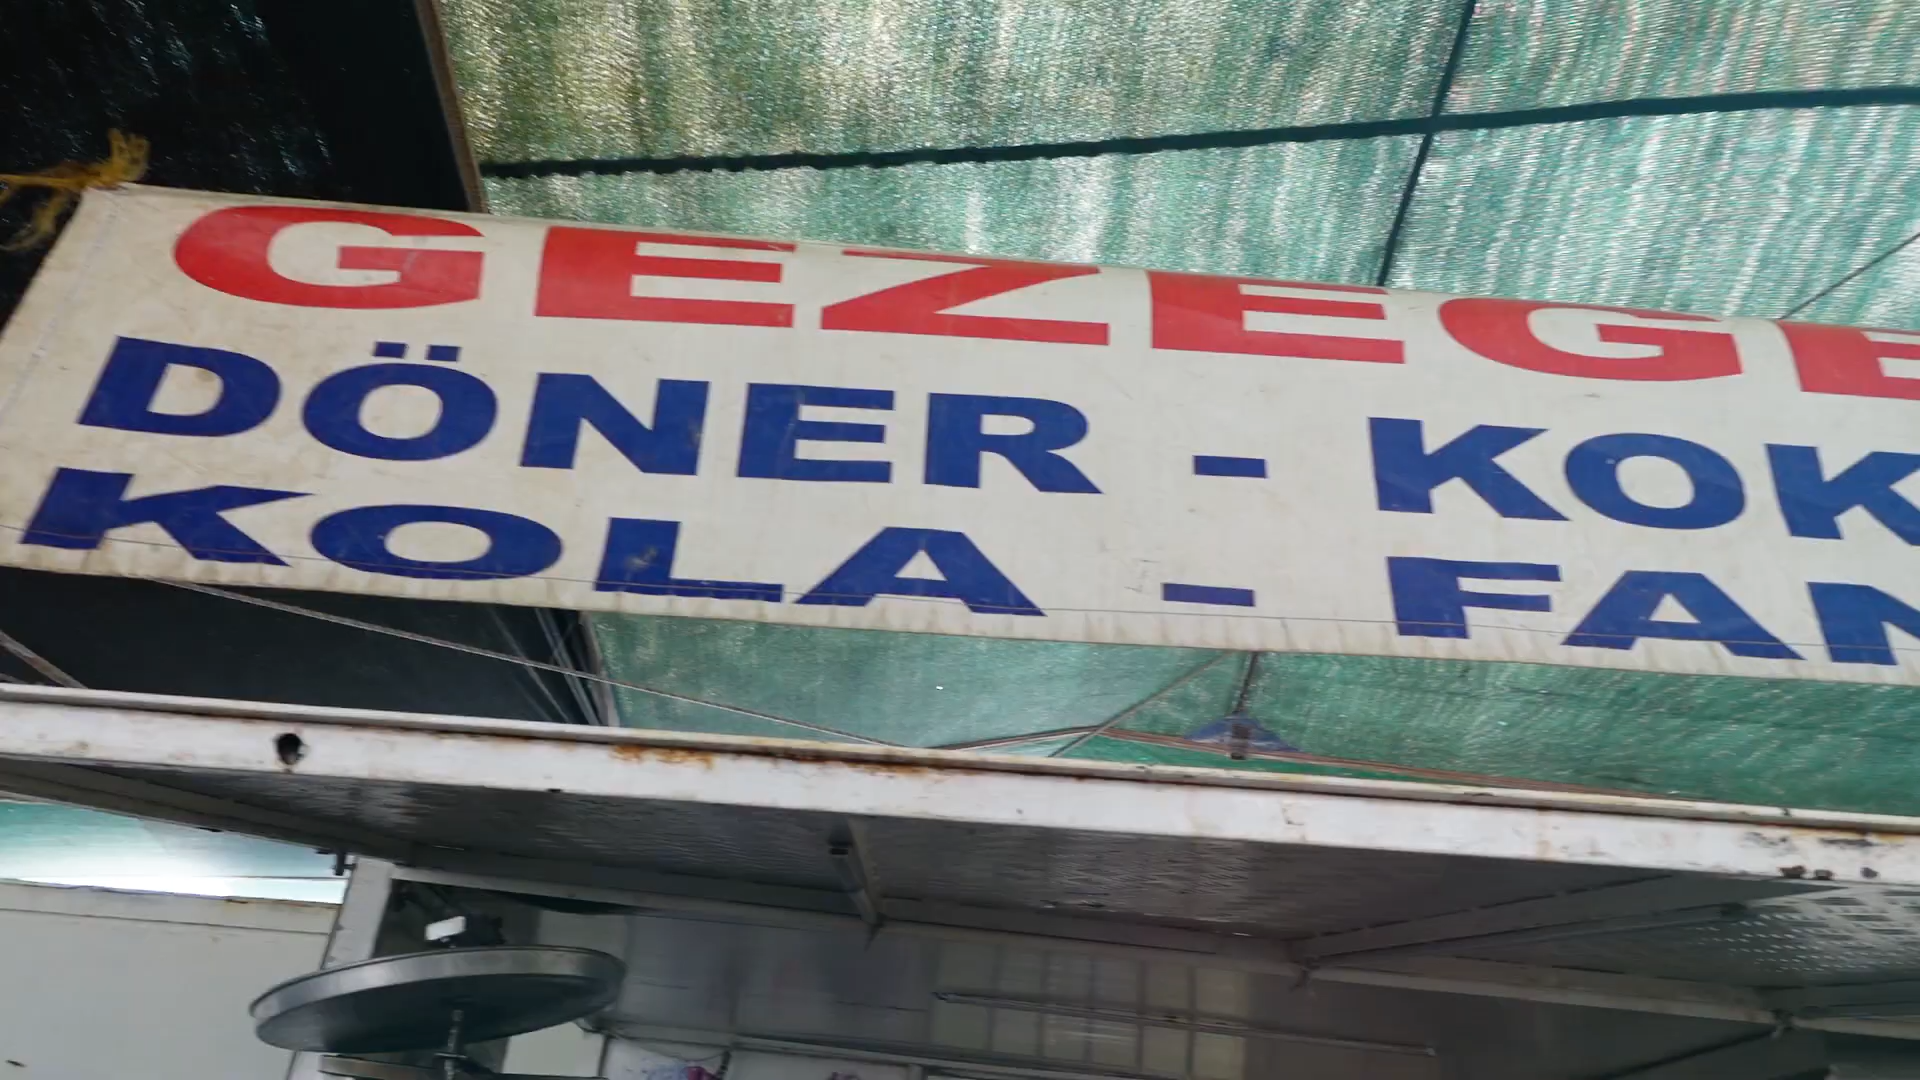 GEZEGE
DÖNER - KOK
KOLA - FAN